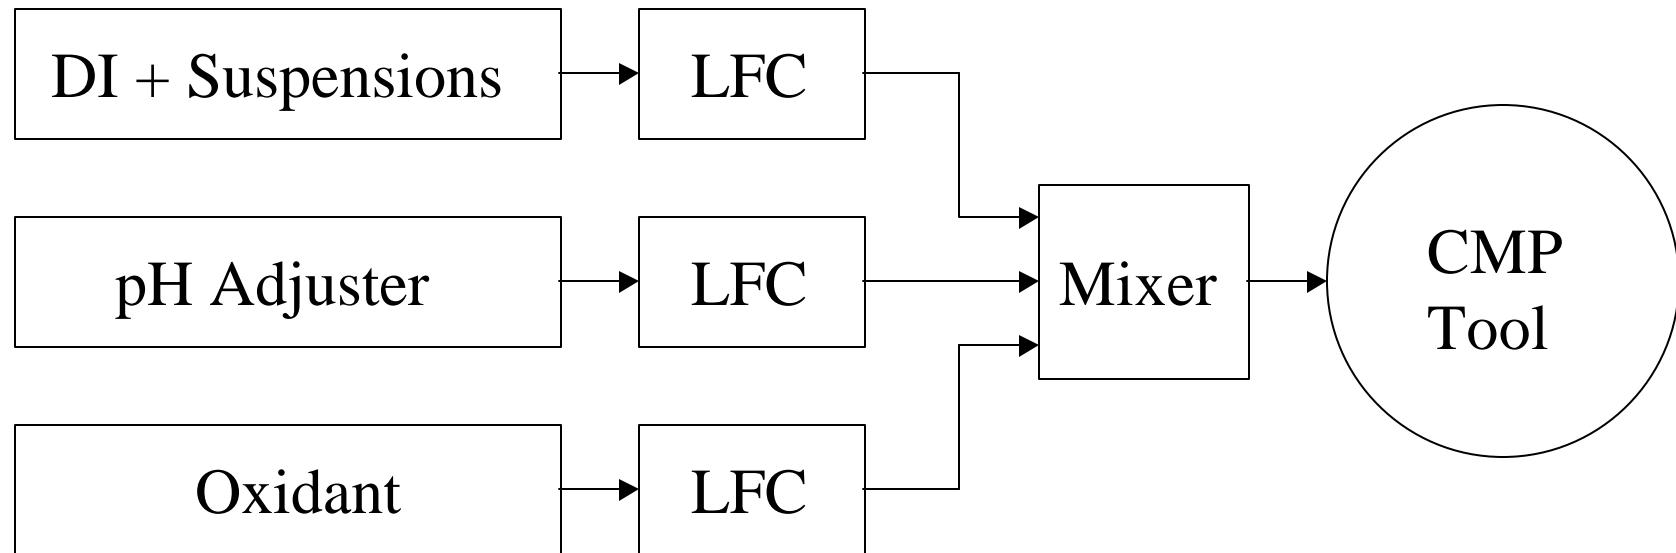 DI + Suspensions
LFC
pH Adjuster
LFC
Mixer
CMP
Tool
Oxidant
LFC